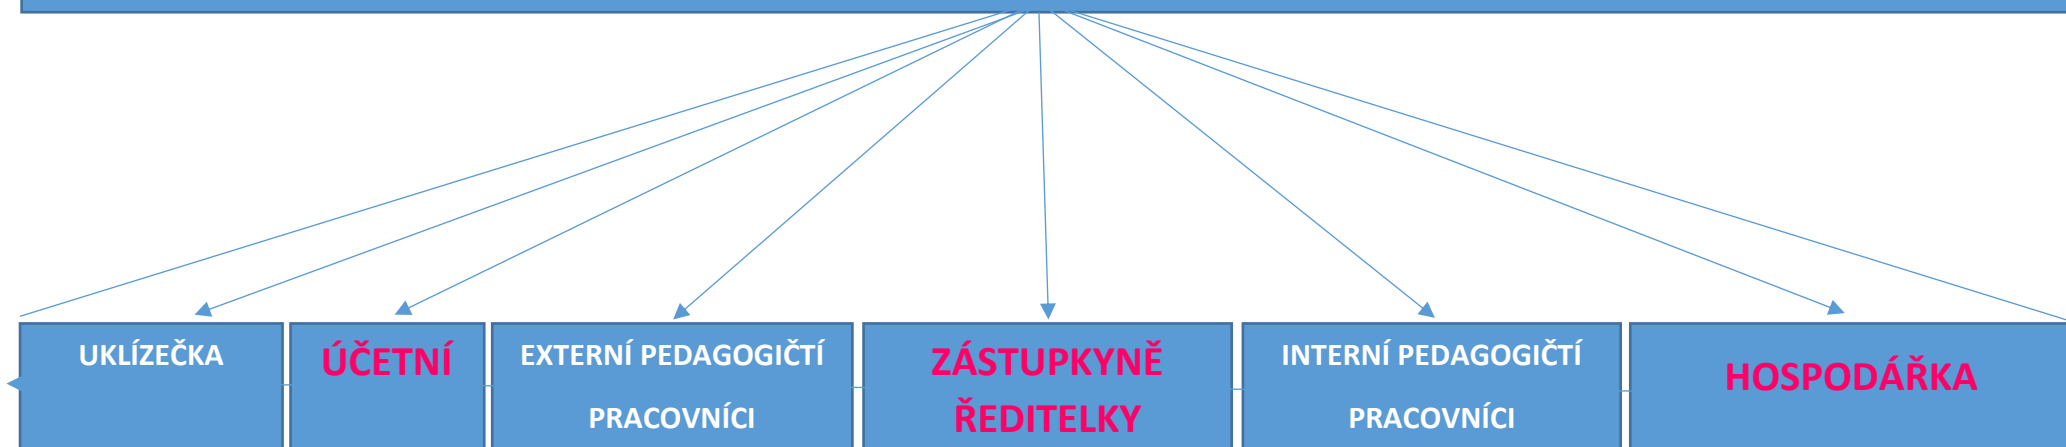 UKLÍZEČKA
ÚČETNÍ
EXTERNÍ PEDAGOGIČTÍ
PRACOVNÍCI
ZÁSTUPKYNĚ
ŘEDITELKY
INTERNÍ PEDAGOGIČTÍ
PRACOVNÍCI
HOSPODÁŘKA